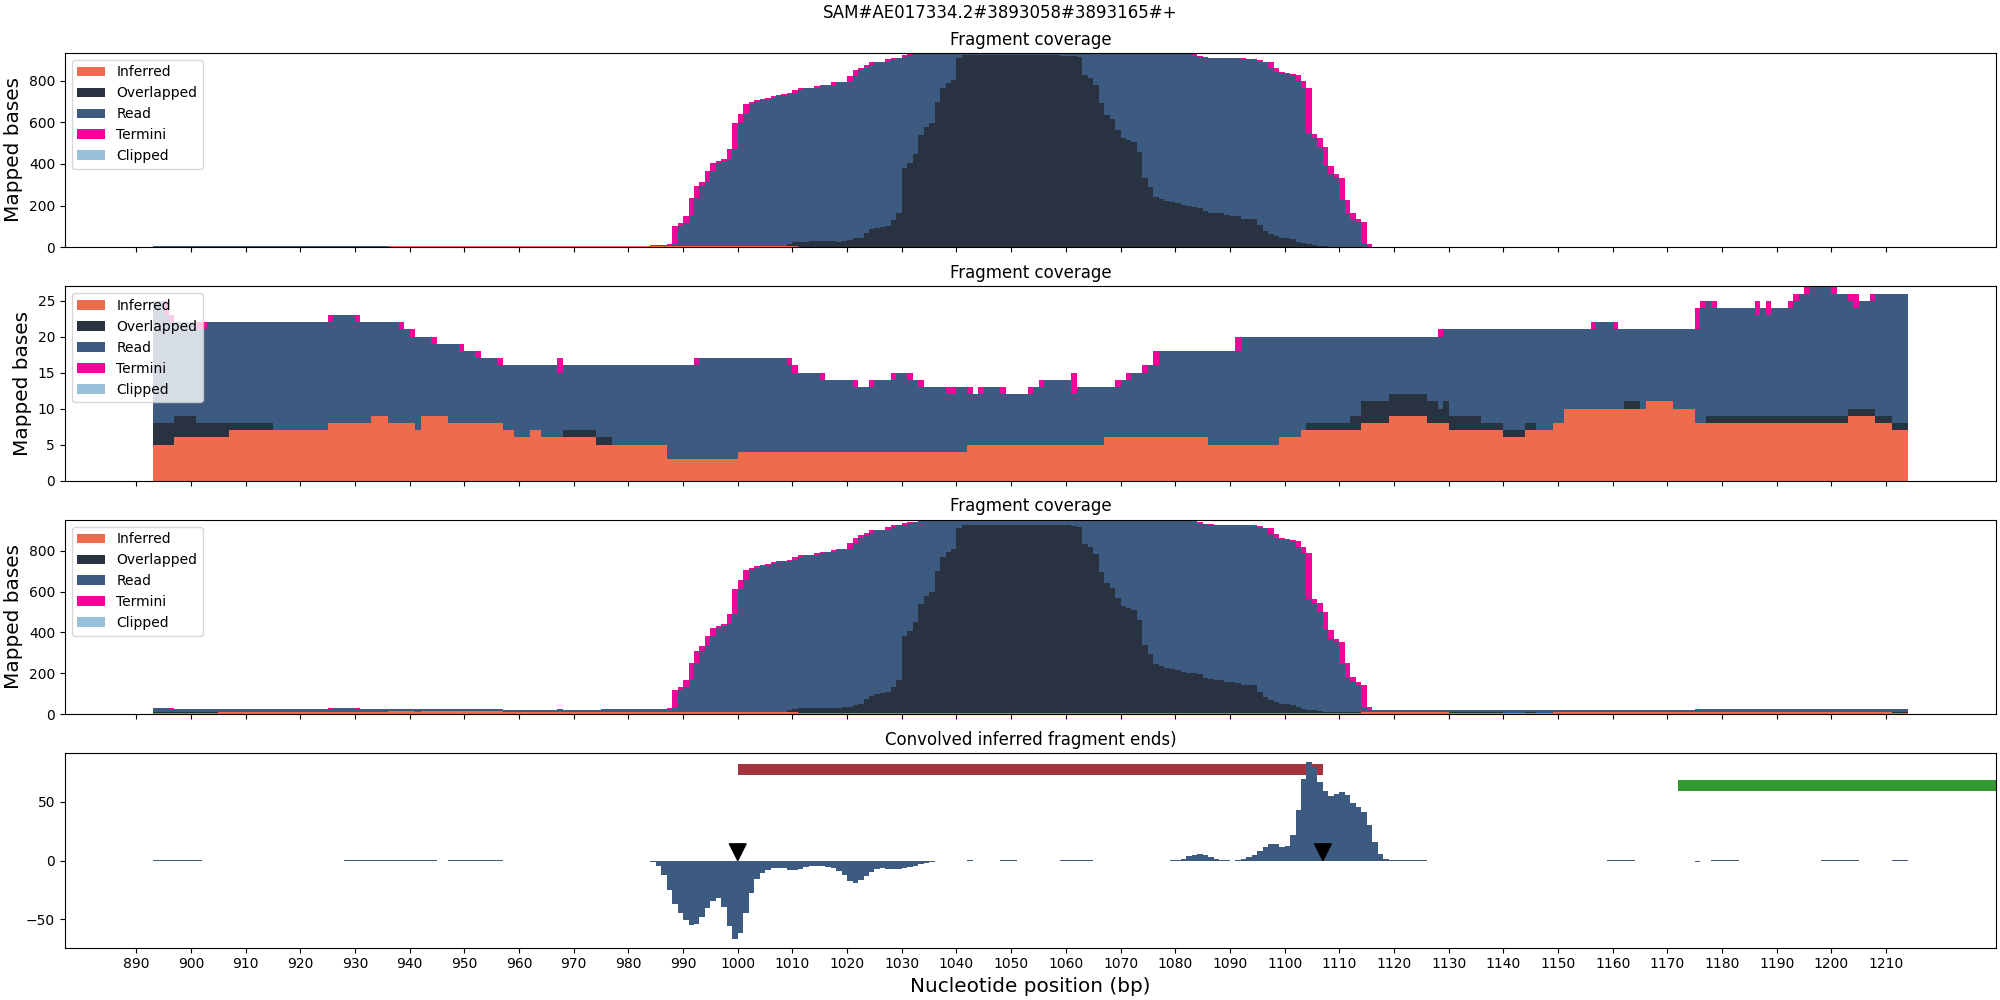 SAM#AE017334.2#3893058#3893165#+
Fragment coverage
Mapped bases
800
600
400
200
0
Inferred
Overlapped
Read
Termini
Clipped
Fragment coverage
Mapped bases
25
20
15
10
5
0
Inferred
Overlapped
Read
Termini
Clipped
Fragment coverage
Mapped bases
800
600
400
200
0
Inferred
Overlapped
Read
Termini
Clipped
Convolved inferred fragment ends)
50
0
−50
890 900 910 920 930 940 950 960 970 980 990 1000 1010 1020 1030 1040 1050 1060 1070 1080 1090 1100 1110 1120 1130 1140 1150 1160 1170 1180 1190 1200 1210
Nucleotide position (bp)